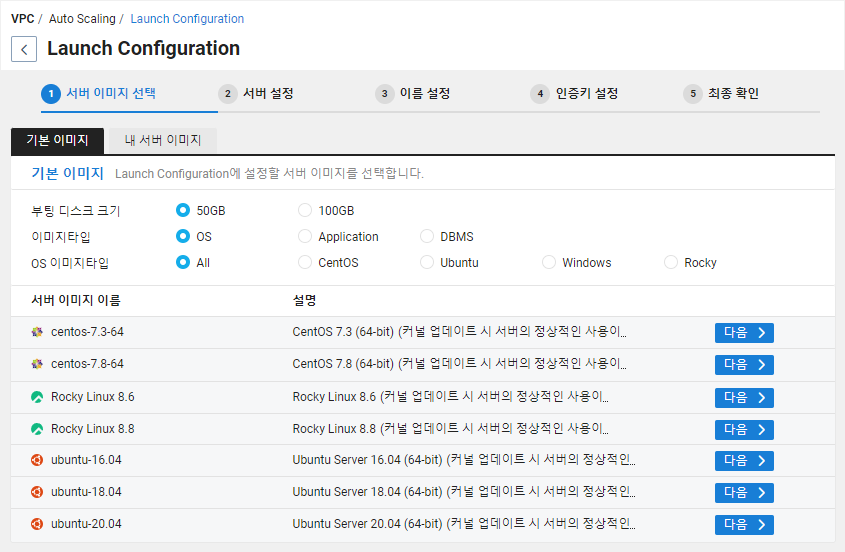 VPC / Auto Scaling / Launch Configuration
Launch Configuration
1 서버 이미지 선택 2 서버 설정 3 이름 설정 4 인증키 설정 5 최종 확인
기본 이미지 내 서버 이미지
기본 이미지 Launch Configuration에 설정할 서버 이미지를 선택합니다.
부팅 디스크 크기 50GB 100GB
이미지타입 OS Application DBMS
OS 이미지타입 All CentOS Ubuntu Windows Rocky
서버 이미지 이름 설명
centos-7.3-64 CentOS 7.3 (64-bit) (커널 업데이트 시 서버의 정상적인 사용이... 다음
centos-7.8-64 CentOS 7.8 (64-bit) (커널 업데이트 시 서버의 정상적인 사용이... 다음
Rocky Linux 8.6 Rocky Linux 8.6 (커널 업데이트 시 서버의 정상적인 사용이... 다음
Rocky Linux 8.8 Rocky Linux 8.8 (커널 업데이트 시 서버의 정상적인 사용이... 다음
ubuntu-16.04 Ubuntu Server 16.04 (64-bit) (커널 업데이트 시 서버의 정상적인... 다음
ubuntu-18.04 Ubuntu Server 18.04 (64-bit) (커널 업데이트 시 서버의 정상적인... 다음
ubuntu-20.04 Ubuntu Server 20.04 (64-bit) (커널 업데이트 시 서버의 정상적인... 다음